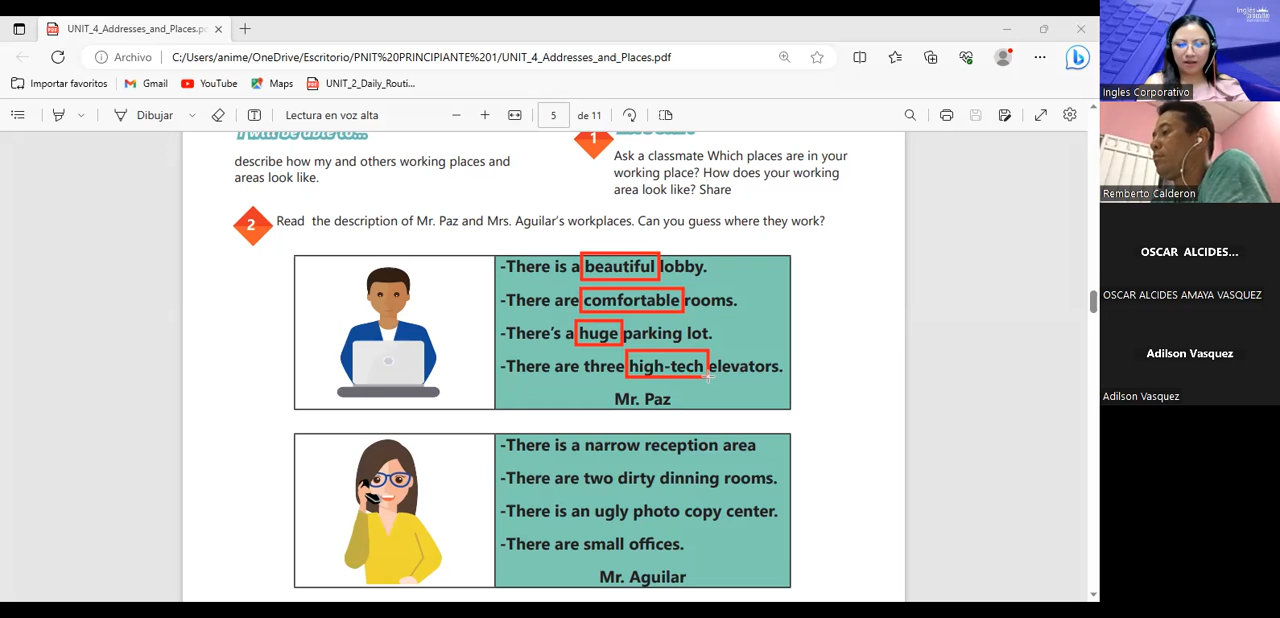 UNIT_4_Addresses_and_Places.pc
Archivo C:/Users/anime/OneDrive/Escritorio/PNIT%20PRINCIPIANTE%201/UNIT_4_Addresses_and_Places.pdf
Importar favoritos Gmail YouTube Maps UNIT_2_Daily_Routi...
Dibujar Lectura en voz alta 5 de 11
I will be able to...
describe how my and others working places and
areas look like.
1
Ask a classmate Which places are in your
working place? How does your working
area look like? Share
2 Read the description of Mr. Paz and Mrs. Aguilar's workplaces. Can you guess where they work?
-There is a beautiful lobby.
-There are comfortable rooms.
-There's a huge parking lot.
-There are three high-tech elevators.
Mr. Paz
-There is a narrow reception area
-There are two dirty dinning rooms.
-There is an ugly photo copy center.
-There are small offices.
Mr. Aguilar
Ingles Corporativo
Remberto Calderon
OSCAR ALCIDES...
OSCAR ALCIDES AMAYA VASQUEZ
Adilson Vasquez
Adilson Vasquez